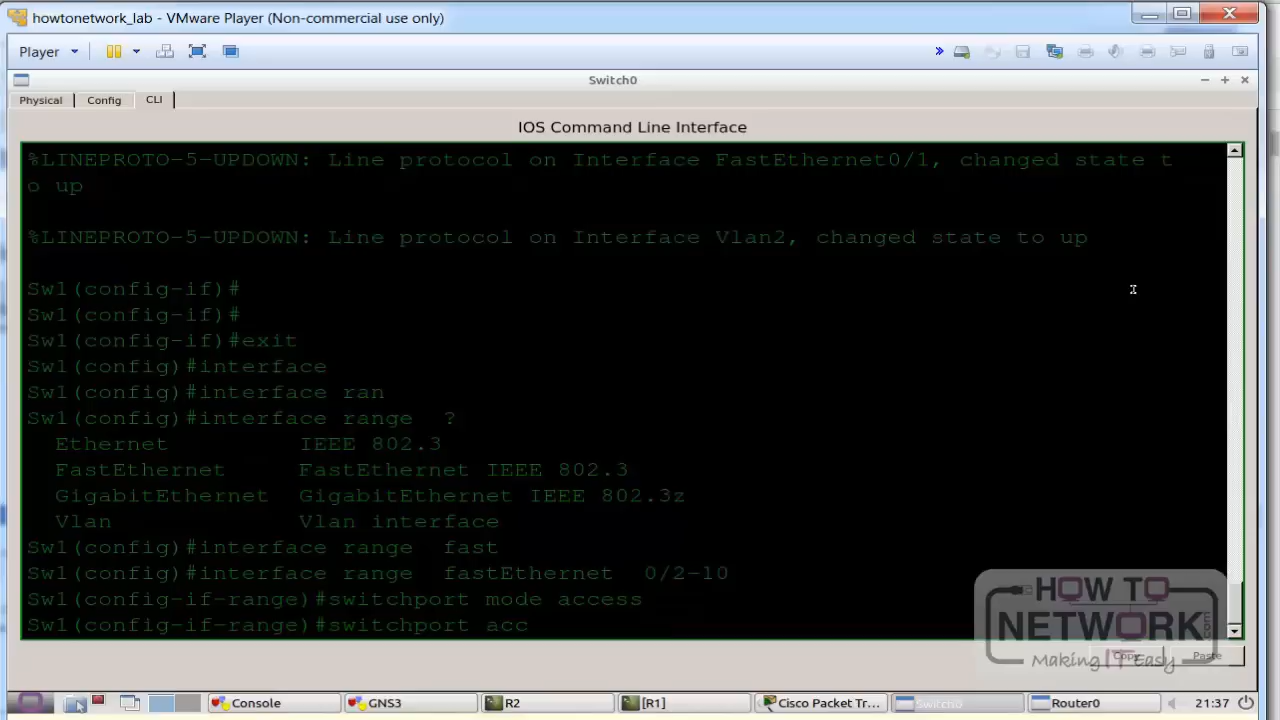 howtonetwork_lab - VMware Player (Non-commercial use only)
Player
Switch0
Physical Config CLI
IOS Command Line Interface
%LINEPROTO-5-UPDOWN: Line protocol on Interface FastEthernet0/1, changed state t
o up
%LINEPROTO-5-UPDOWN: Line protocol on Interface Vlan2, changed state to up
Sw1(config-if)#
Sw1(config-if)#
Sw1(config-if)#exit
Sw1(config)#interface
Sw1(config)#interface ran
Sw1(config)#interface range ?
Ethernet IEEE 802.3
FastEthernet FastEthernet IEEE 802.3
GigabitEthernet GigabitEthernet IEEE 802.3z
Vlan Vlan interface
Sw1(config)#interface range fast
Sw1(config)#interface range fastEthernet 0/2-10
Sw1(config-if-range)#switchport mode access
Sw1(config-if-range)#switchport acc
HOW TO
NETWORK.com
Making IT Easy
Copy Paste
Console GNS3 R2 [R1] Cisco Packet Tr... Switch0 Router0 21:37